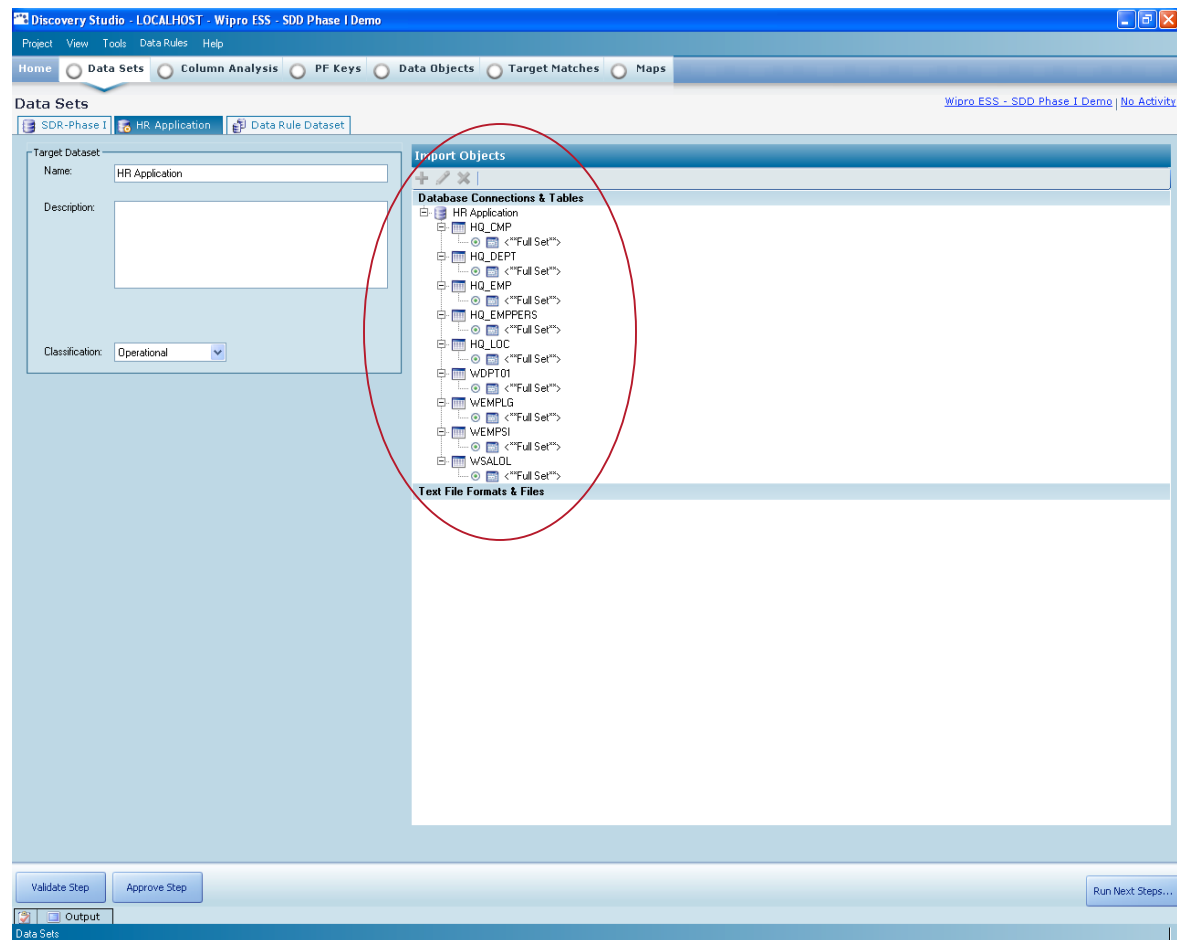 Discovery Studio - LOCALHOST - Wipro ESS - SDD Phase I Demo
Project View Tools Data Rules Help
Home Data Sets Column Analysis PF Keys Data Objects Target Matches Maps
Data Sets
Wipro ESS - SDD Phase I Demo | No Activity
SDR-Phase I HR Application Data Rule Dataset
Target Dataset
Name: HR Application
Description:
Classification: Operational
Import Objects
Database Connections & Tables
HR Application
HQ_CMP
<**Full Set**>
HQ_DEPT
<**Full Set**>
HQ_EMP
<**Full Set**>
HQ_EMPPERS
<**Full Set**>
HQ_LOC
<**Full Set**>
WDPT01
<**Full Set**>
WEMPLG
<**Full Set**>
WEMPSI
<**Full Set**>
WSALOL
<**Full Set**>
Text File Formats & Files
Validate Step Approve Step Run Next Steps...
Output
Data Sets